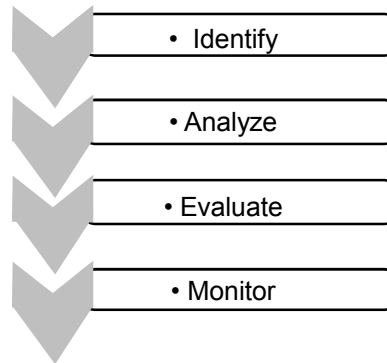 • Identify
• Analyze
• Evaluate
• Monitor